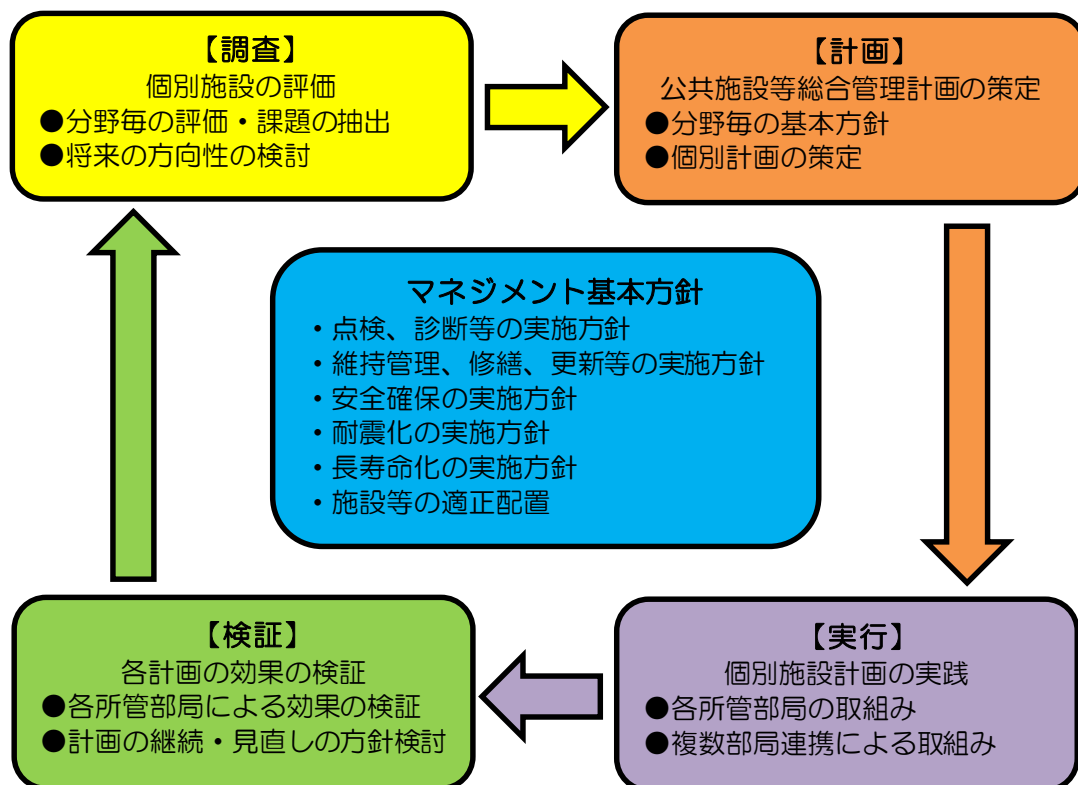 【調査】
個別施設の評価
●分野毎の評価・課題の抽出
●将来の方向性の検討
【計画】
公共施設等総合管理計画の策定
●分野毎の基本方針
●個別計画の策定
マネジメント基本方針
・点検、診断等の実施方針
・維持管理、修繕、更新等の実施方針
・安全確保の実施方針
・耐震化の実施方針
・長寿命化の実施方針
・施設等の適正配置
【検証】
各計画の効果の検証
●各所管部局による効果の検証
●計画の継続・見直しの方針検討
【実行】
個別施設計画の実践
●各所管部局の取組み
●複数部局連携による取組み